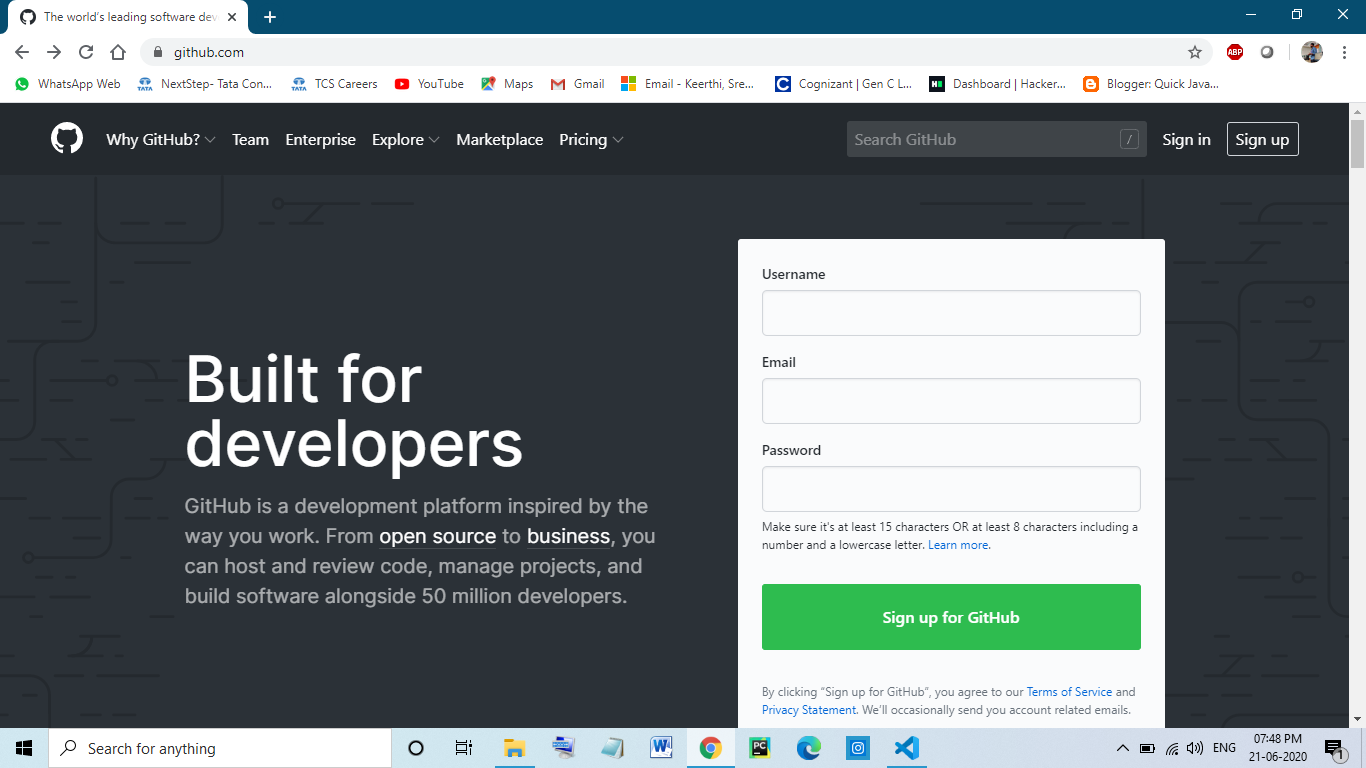 The world's leading software dev
github.com
ABP
WhatsApp Web
TATA
NextStep- Tata Con...
TATA
TCS Careers
YouTube
Maps
Gmail
Email - Keerthi, Sre...
Cognizant | Gen C L...
Dashboard | Hacker...
Blogger: Quick Java...
Why GitHub?
Team
Enterprise
Explore
Marketplace
Pricing
Search GitHub
/
Sign in
Sign up
Built for
developers
GitHub is a development platform inspired by the
way you work. From open source to business, you
can host and review code, manage projects, and
build software alongside 50 million developers.
Username
Email
Password
Make sure it's at least 15 characters OR at least 8 characters including a
number and a lowercase letter. Learn more.
Sign up for GitHub
By clicking “Sign up for GitHub”, you agree to our Terms of Service and
Privacy Statement. We’ll occasionally send you account related emails.
Search for anything
W
PC
ENG
07:48 PM
21-06-2020
1